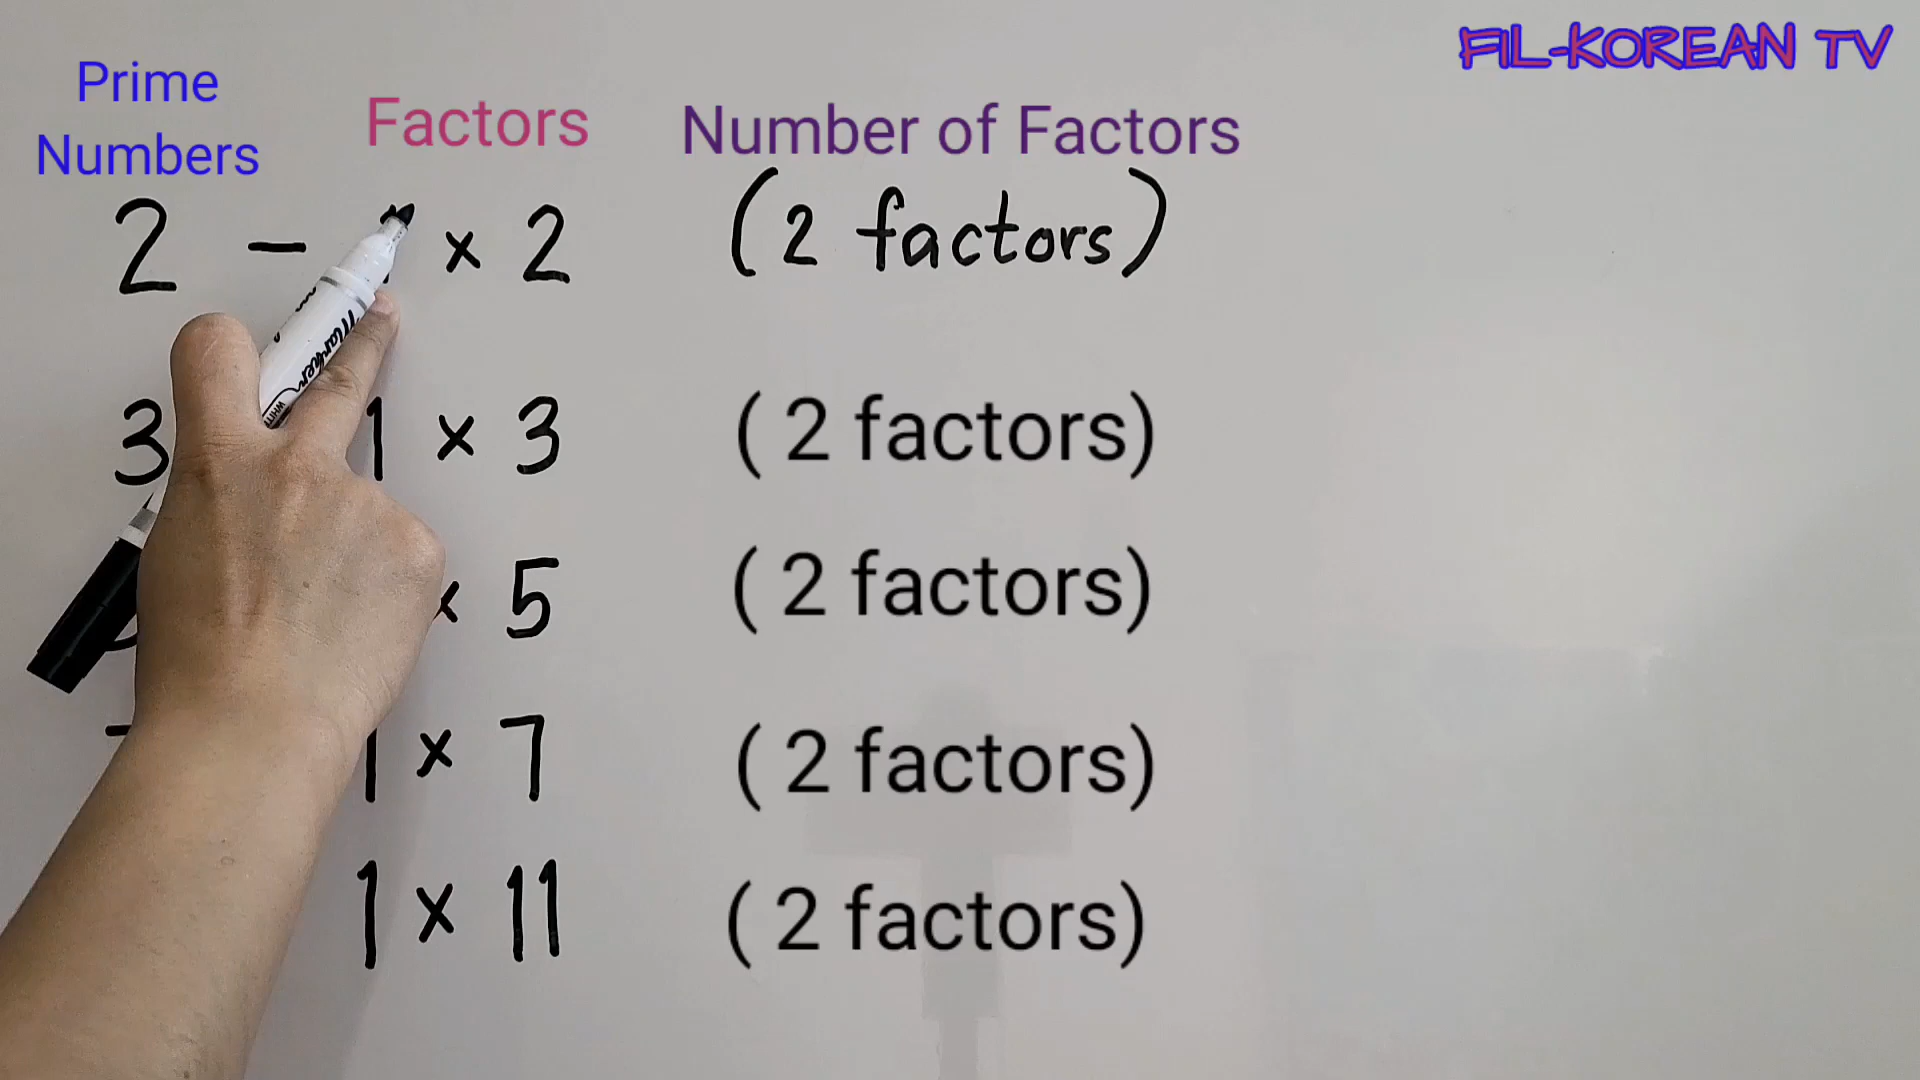 FIL-KOREAN TV
Prime
Numbers
Factors
Number of Factors
2 - × 2 (2 factors)
3 1 × 3 ( 2 factors)
× 5 ( 2 factors)
1 × 7 ( 2 factors)
1 × 11 ( 2 factors)
Marker